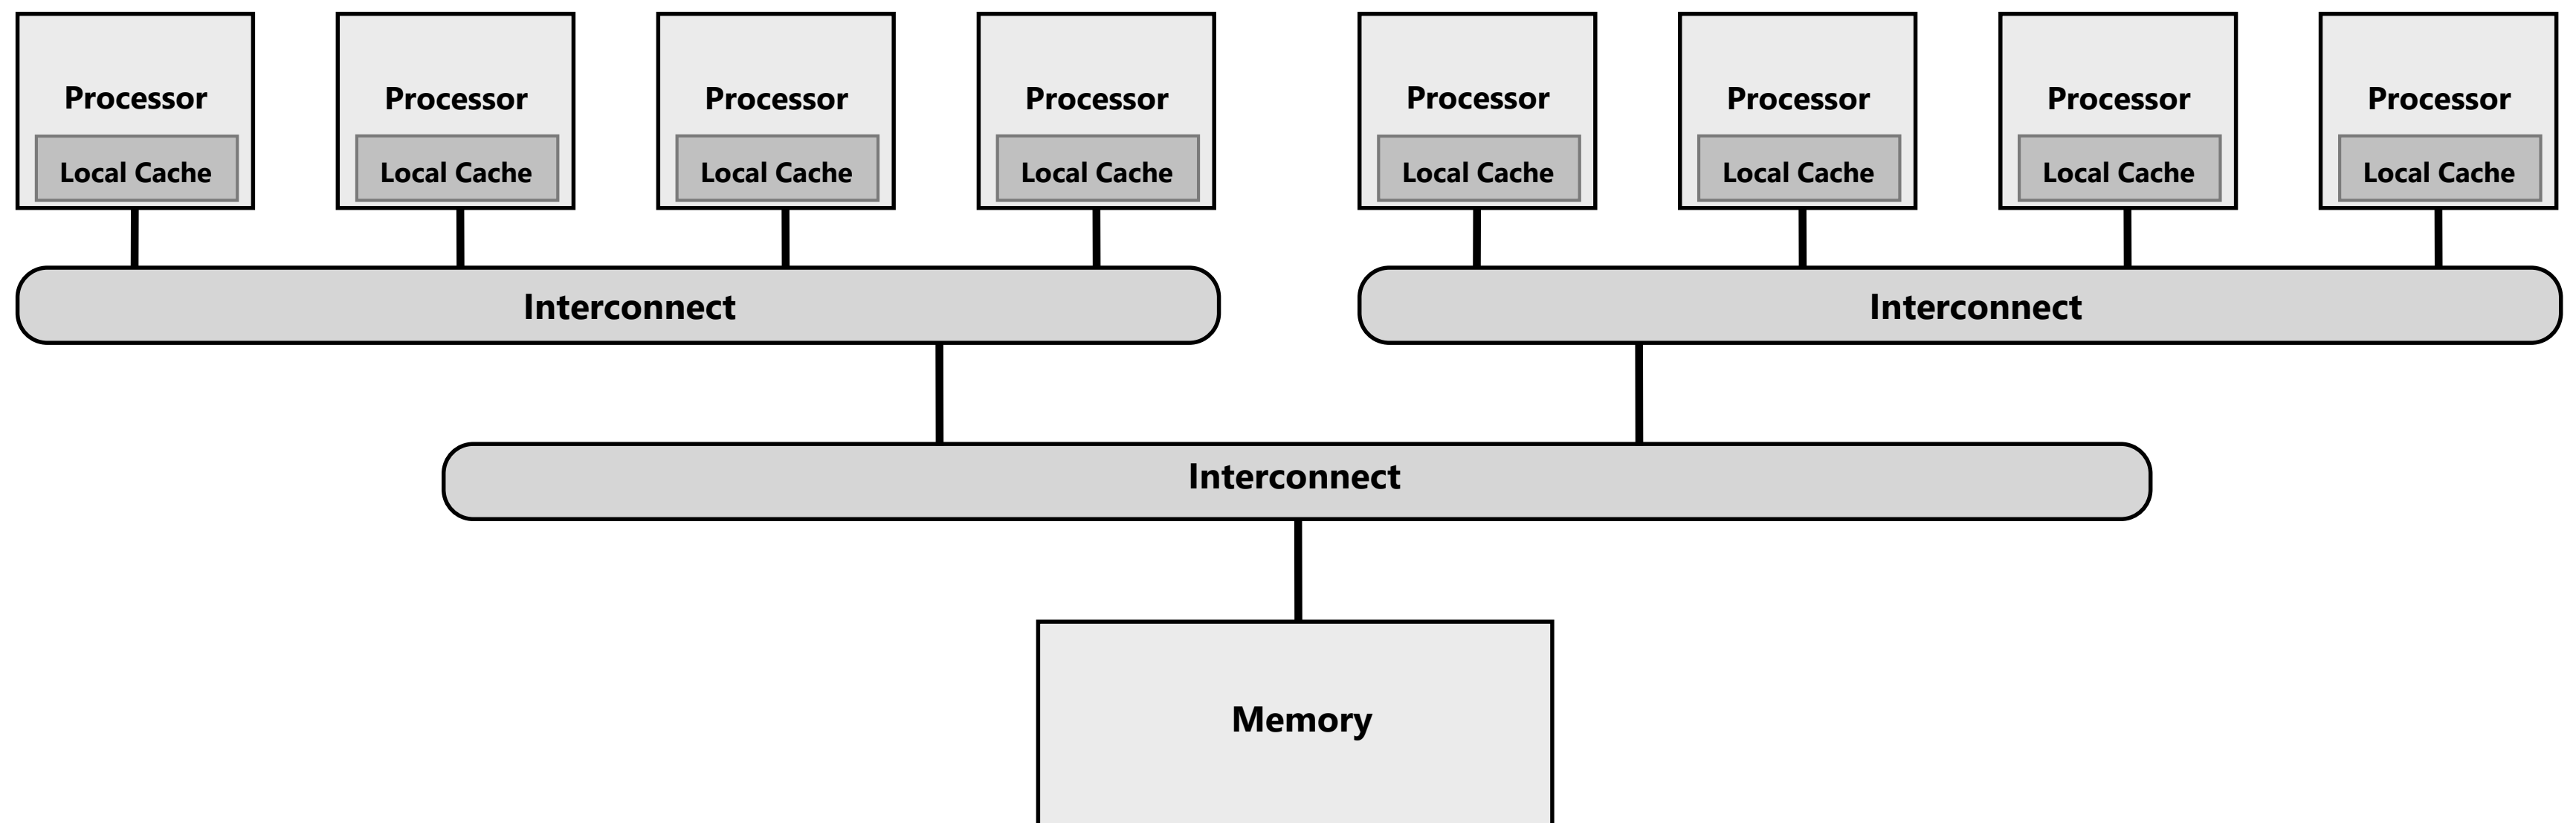 Processor Processor Processor Processor Processor Processor Processor Processor
Local Cache Local Cache Local Cache Local Cache Local Cache Local Cache Local Cache Local Cache
Interconnect Interconnect
Interconnect
Memory